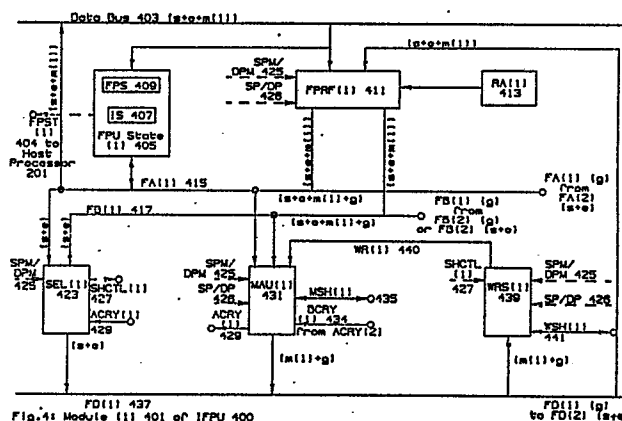 Data Bus 403 (s+e+m[1])
(s+e+m[1])
(s+e+m[1])
SPM/
DPM 425
SP/DP
426
FPRF(1) 411
RA(1)
413
FPS 409
IS 407
FPU State
(1) 405
FPST
(1)
404 to
Host
Processor
201
(s+e+m[1])
(s+e+m[1])
FA(1) 415
(s+e+m[1]+g)
FA(1) (g)
from
FA(2)
(s+e)
FB(1) 417
(s+e+m[1]+g)
FB(1) (g)
from
FB(2) (g)
or FB(2) (s+e)
(s+e)
(s+e)
WR(1) 440
SPM/
DPM
425
SEL(1)
423
SHCTL(1)
427
ACRY(1)
429
SPM/
DPM 425
SP/DP
426
MAU(1)
431
ACRY
(1)
429
MSH(1)
435
BCRY
(1) 434
from ACRY(2)
SHCTL
(1)
427
WRS(1)
439
SPM/
DPM 425
SP/DP 426
WSH(1)
441
(s+e)
(m[1]+g)
(m[1]+g)
FD(1) 437
FD(1) (g)
to FD(2) (s+e)
Fig.4: Module (1) 401 of IFPU 400